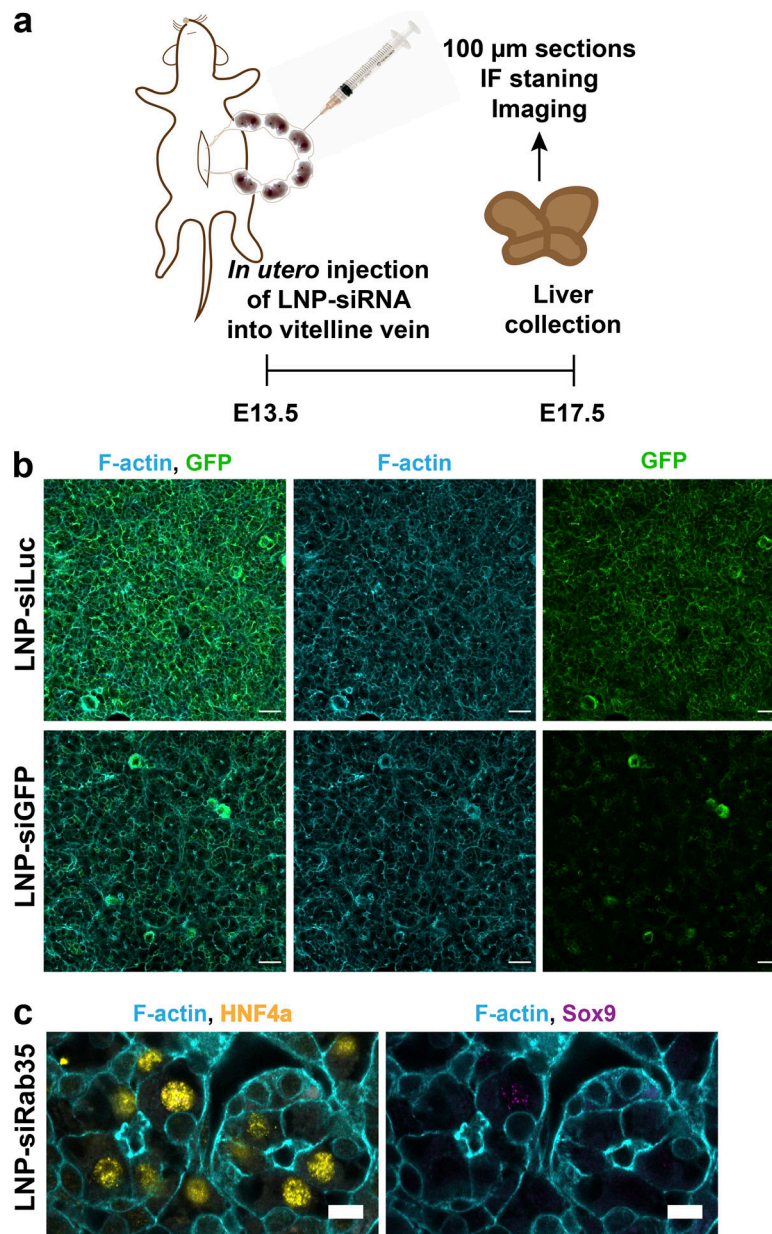 a
100 µm sections
IF staning
Imaging
In utero injection
of LNP-siRNA
into vitelline vein
Liver
collection
E13.5
E17.5
b
F-actin, GFP
F-actin
GFP
LNP-siLuc
LNP-siGFP
c
F-actin, HNF4a
F-actin, Sox9
LNP-siRab35